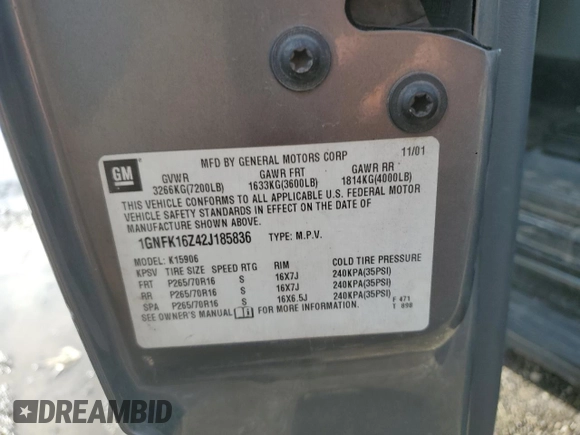 GM
MFD BY GENERAL MOTORS CORP 11/01
GVWR GAWR FRT GAWR RR
3266KG(7200LB) 1633KG(3600LB) 1814KG(4000LB)
THIS VEHICLE CONFORMS TO ALL APPLICABLE U.S. FEDERAL MOTOR
VEHICLE SAFETY STANDARDS IN EFFECT ON THE DATE OF
MANUFACTURE SHOWN ABOVE.
1GNFK16Z42J185836 TYPE: M.P.V.
MODEL: K15906
KPSV TIRE SIZE SPEED RTG RIM COLD TIRE PRESSURE
FRT P265/70R16 S 16X7J 240KPA(35PSI)
RR P265/70R16 S 16X7J 240KPA(35PSI)
SPA P265/70R16 S 16X6.5J 240KPA(35PSI)
SEE OWNER'S MANUAL FOR MORE INFORMATION. F 471
T 098
DREAMBID